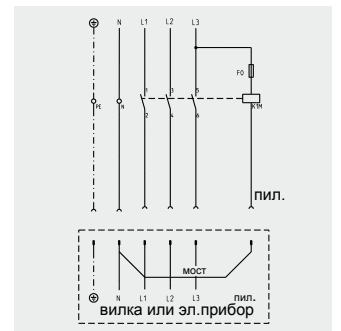 N L1 L2 L3
F0
1 3 5
PE N K1M
2 4 6
пил.
мост
N L1 L2 L3 пил.
вилка или эл.прибор